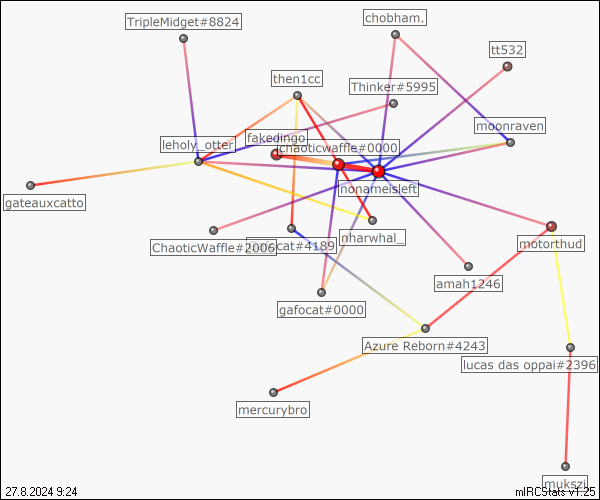 TripleMidget#8824
chobham.
tt532
then1cc
Thinker#5995
moonraven
fakedingo
leholy_otter
chaoticwaffle#0000
nonameisleft
gateauxcatto
nharwhal_
motorthud
ChaoticWaffle#2006
cat#4189
amah1246
gafocat#0000
Azure Reborn#4243
lucas das oppai#2396
mercurybro
mukszi
27.8.2024 9:24
mIRCStats v1.25